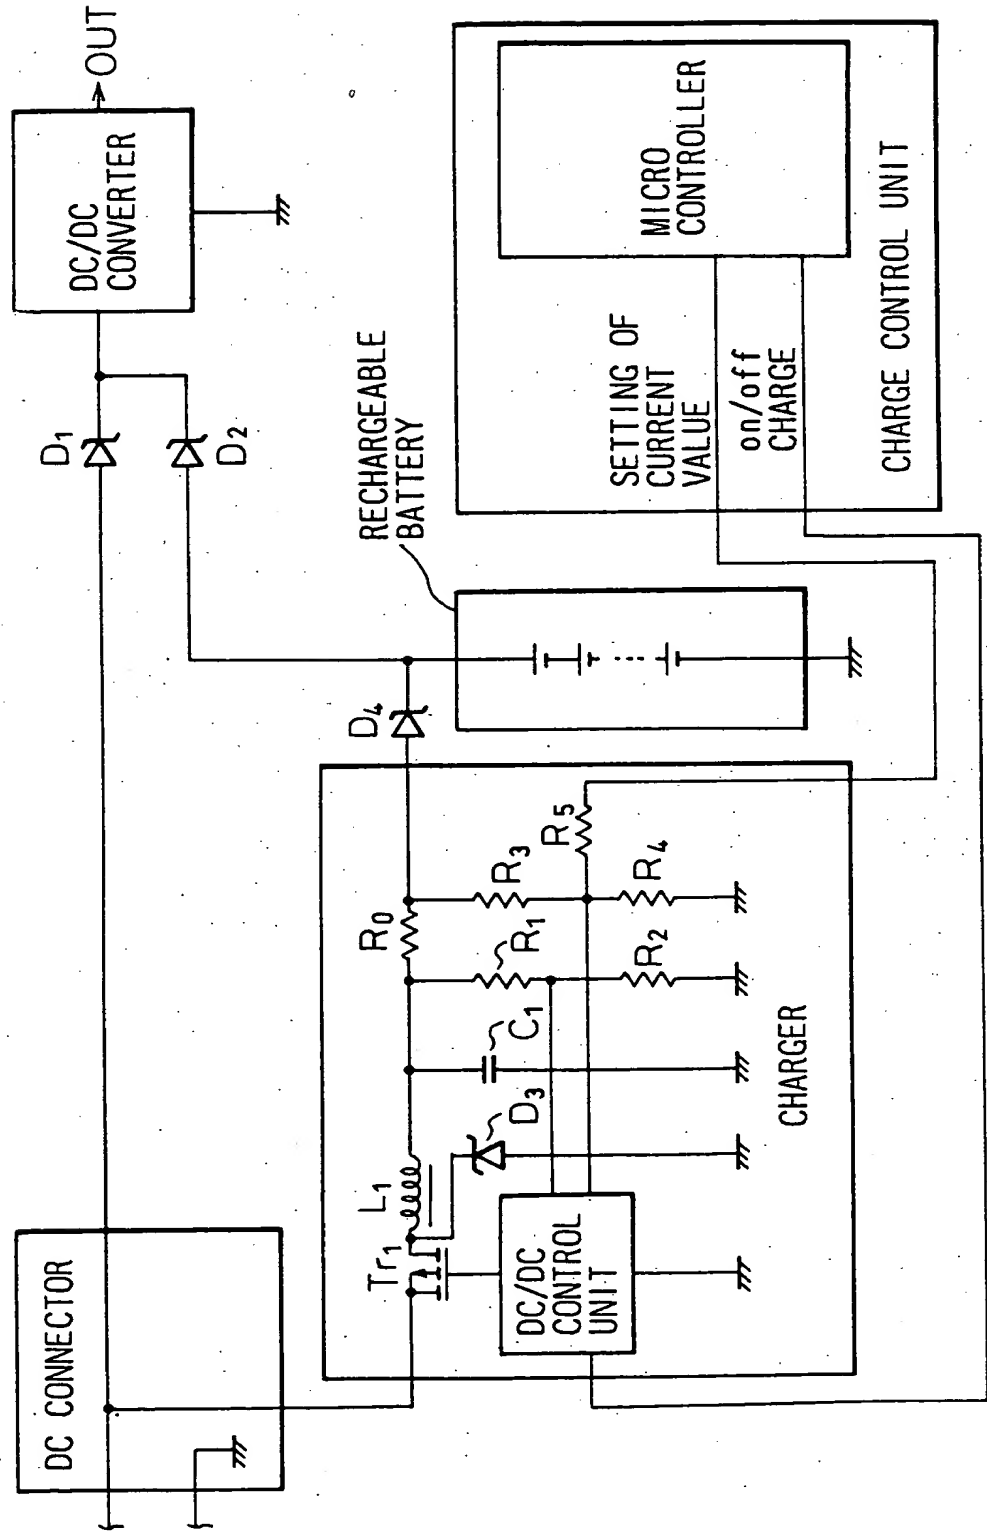 DC CONNECTOR
D1
D2
DC/DC
CONVERTER
OUT
Tr1
L1
R0
D4
RECHARGEABLE
BATTERY
D3
C1
R1
R3
R5
R2
R4
DC/DC
CONTROL
UNIT
CHARGER
SETTING OF
CURRENT
VALUE
on/off
CHARGE
MICRO
CONTROLLER
CHARGE CONTROL UNIT